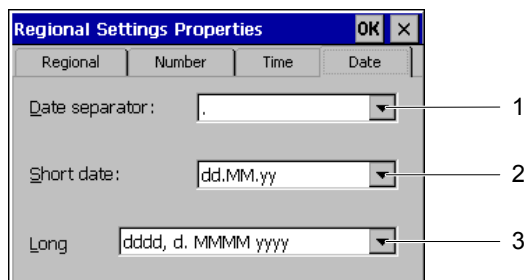 Regional Settings Properties OK ×
Regional Number Time Date
Date separator: . 1
Short date: dd.MM.yy 2
Long dddd, d. MMMM yyyy 3